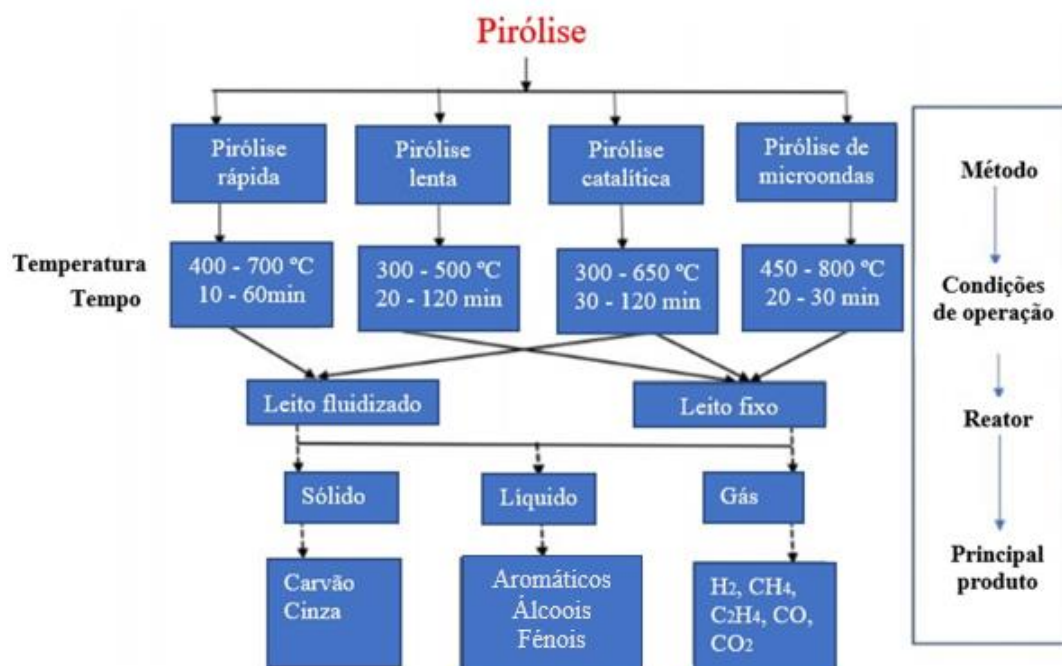 Pirólise
Pirólise
rápida
Pirólise
lenta
Pirólise
catalítica
Pirólise de
microondas
Método
Temperatura
Tempo
400 - 700 ºC
10 - 60min
300 - 500 ºC
20 - 120 min
300 - 650 ºC
30 - 120 min
450 - 800 ºC
20 - 30 min
Condições
de operação
Leito fluidizado
Leito fixo
Reator
Sólido
Líquido
Gás
Carvão
Cinza
Aromáticos
Álcoois
Fénois
H2, CH4,
C2H4, CO,
CO2
Principal
produto